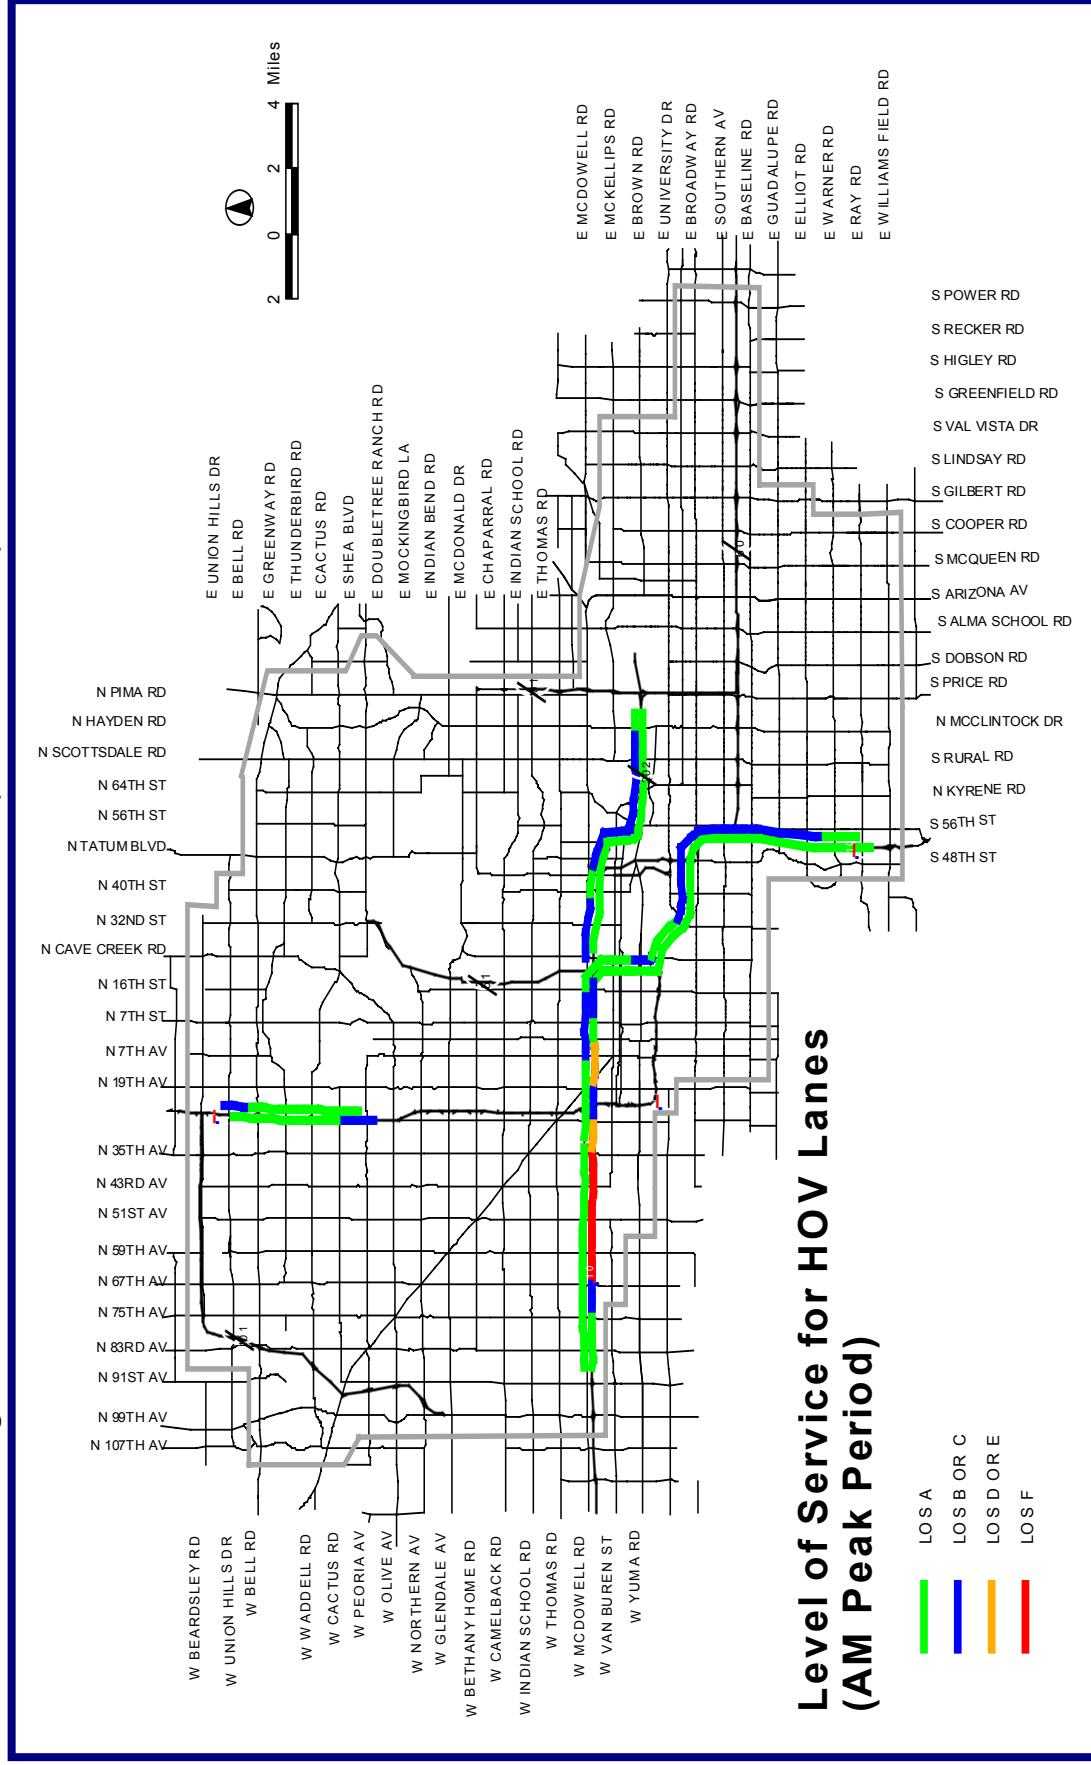 Level of Service for HOV Lanes
(AM Peak Period)
LOS A
LOS B OR C
LOS D OR E
LOS F
2 0 2 4 Miles
N PIMA RD
N HAYDEN RD
N SCOTTSDALE RD
N 64TH ST
N 56TH ST
N TATUM BLVD
N 40TH ST
N 32ND ST
N CAVE CREEK RD
N 16TH ST
N 7TH ST
N 7TH AV
N 19TH AV
N 35TH AV
N 43RD AV
N 51ST AV
N 59TH AV
N 67TH AV
N 75TH AV
N 83RD AV
N 91ST AV
N 99TH AV
N 107TH AV
E UNION HILLS DR
E BELL RD
E GREENWAY RD
E THUNDERBIRD RD
E CACTUS RD
E SHEA BLVD
E DOUBLETREE RANCH RD
E MOCKINGBIRD LA
E INDIAN BEND RD
E MCDONALD DR
E CHAPARRAL RD
E INDIAN SCHOOL RD
E THOMAS RD
E MCDOWELL RD
E MCKELLIPS RD
E BROWN RD
E UNIVERSITY DR
E BROADWAY RD
E SOUTHERN AV
E BASELINE RD
E GUADALUPE RD
E ELLIOT RD
E WARNER RD
E RAY RD
E WILLIAMS FIELD RD
S POWER RD
S RECKER RD
S HIGLEY RD
S GREENFIELD RD
S VAL VISTA DR
S LINDSAY RD
S GILBERT RD
S COOPER RD
S MCQUEEN RD
S ARIZONA AV
S ALMA SCHOOL RD
S DOBSON RD
S PRICE RD
N MCCLINTOCK DR
S RURAL RD
N KYRENE RD
S 56TH ST
S 48TH ST
W BEARDSLEY RD
W UNION HILLS DR
W BELL RD
W WADDELL RD
W CACTUS RD
W PEORIA AV
W OLIVE AV
W NORTHERN AV
W GLENDALE AV
W BETHANY HOME RD
W CAMELBACK RD
W INDIAN SCHOOL RD
W THOMAS RD
W MCDOWELL RD
W VAN BUREN ST
W YUMA RD